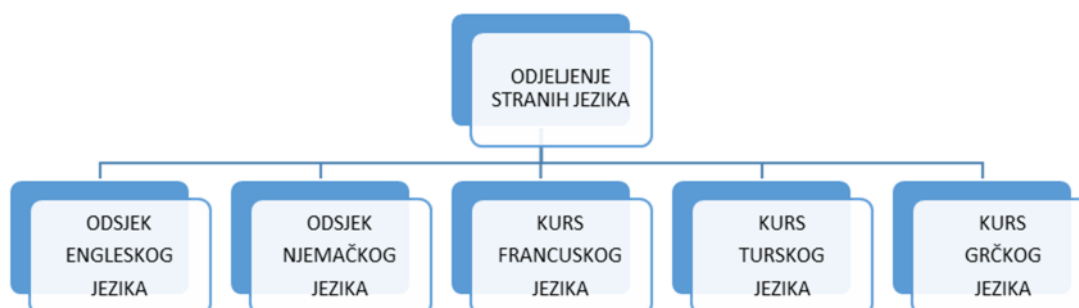 ODJELJENJE
STRANIH JEZIKA
ODSJEK
ENGLESKOG
JEZIKA
ODSJEK
NJEMAČKOG
JEZIKA
KURS
FRANCUSKOG
JEZIKA
KURS
TURSKOG
JEZIKA
KURS
GRČKOG
JEZIKA